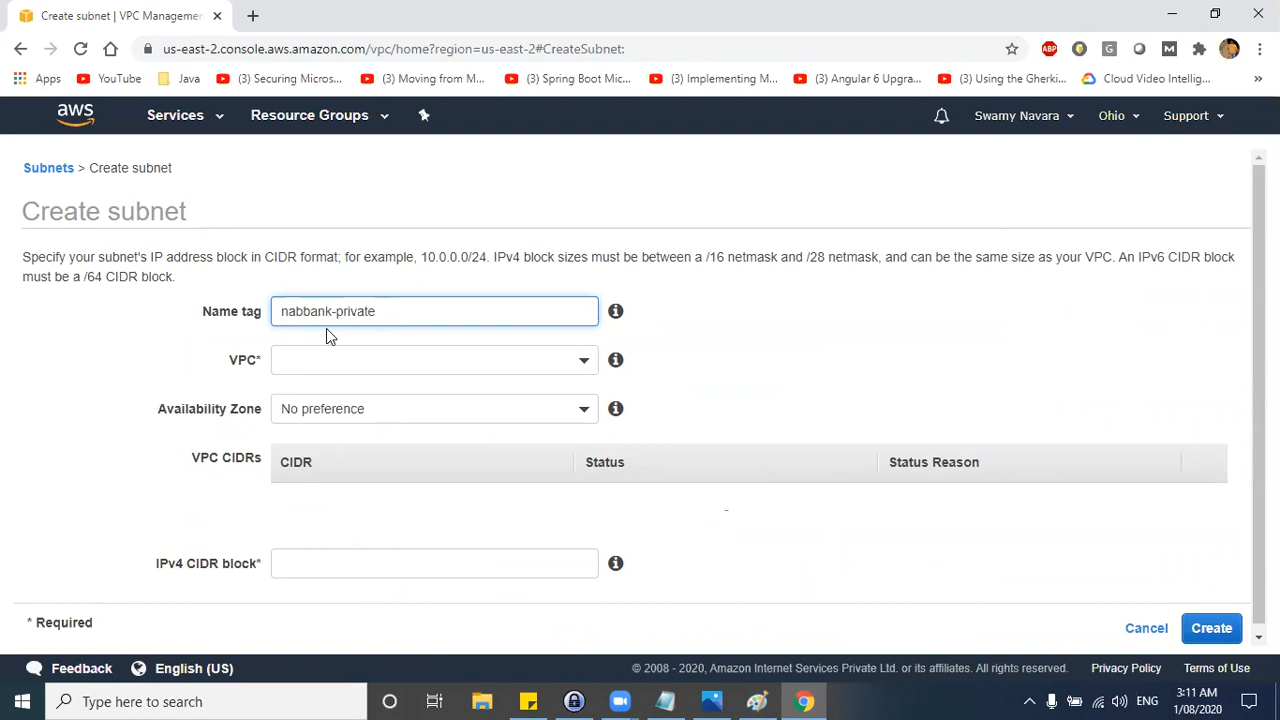 Create subnet | VPC Managemen
us-east-2.console.aws.amazon.com/vpc/home?region=us-east-2#CreateSubnet:
ABP
G
M
Apps
YouTube
Java
(3) Securing Micros...
(3) Moving from M...
(3) Spring Boot Mic...
(3) Implementing M...
(3) Angular 6 Upgra...
(3) Using the Gherki...
Cloud Video Intellig...
»
aws
Services
Resource Groups
Swamy Navara
Ohio
Support
Subnets > Create subnet
Create subnet
Specify your subnet's IP address block in CIDR format; for example, 10.0.0.0/24. IPv4 block sizes must be between a /16 netmask and /28 netmask, and can be the same size as your VPC. An IPv6 CIDR block
must be a /64 CIDR block.
Name tag nabbank-private
VPC*
Availability Zone No preference
VPC CIDRs CIDR Status Status Reason
-
IPv4 CIDR block*
* Required
Cancel
Create
Feedback
English (US)
© 2008 - 2020, Amazon Internet Services Private Ltd. or its affiliates. All rights reserved.
Privacy Policy
Terms of Use
Type here to search
ENG
3:11 AM
1/08/2020